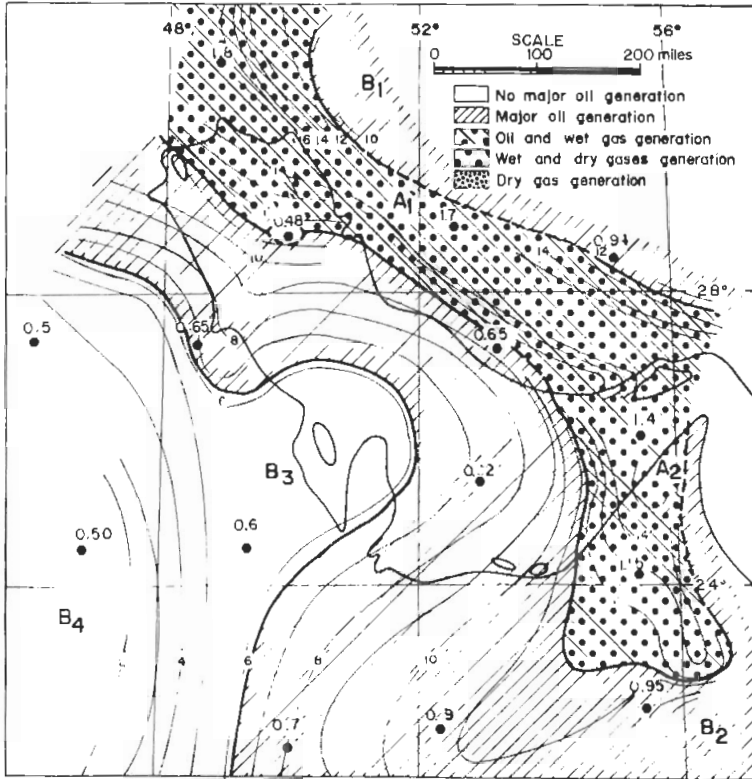 48°
52°
56°
SCALE
0 100 200 miles
No major oil generation
Major oil generation
Oil and wet gas generation
Wet and dry gases generation
Dry gas generation
1.8
B1
6 14 12 10
A1
1.7
0.48
14
0.91
12
10
28°
0.5
0.65
8
0.65
1.4
B3
A2
0.50
0.6
24°
B4
4 6 8 10
0.95
B2
0.7
0.9